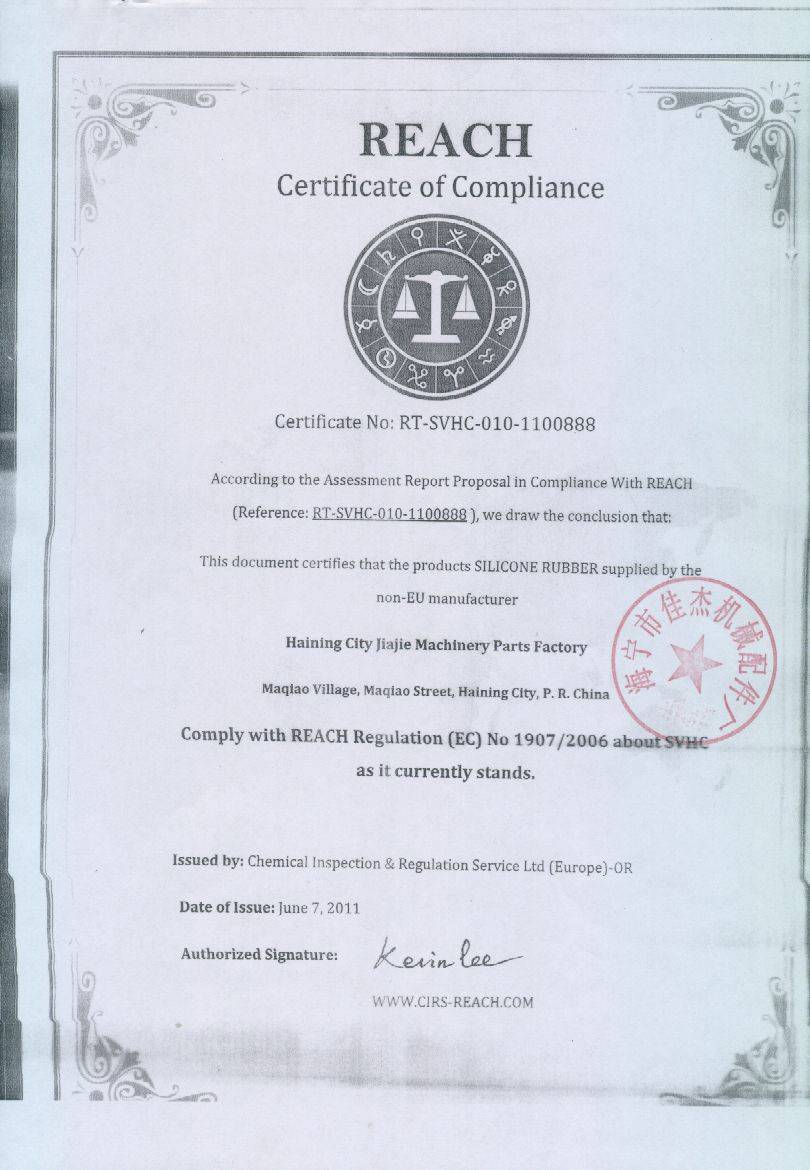 REACH
Certificate of Compliance
Certificate No: RT-SVHC-010-1100888
According to the Assessment Report Proposal in Compliance With REACH
(Reference: RT-SVHC-010-1100888 ), we draw the conclusion that:
This document certifies that the products SILICONE RUBBER supplied by the
non-EU manufacturer
Haining City Jiajie Machinery Parts Factory
海宁市佳杰机械配件厂
Maqiao Village, Maqiao Street, Haining City, P. R. China
Comply with REACH Regulation (EC) No 1907/2006 about SVHC
as it currently stands.
Issued by: Chemical Inspection & Regulation Service Ltd (Europe)-OR
Date of Issue: June 7, 2011
Authorized Signature: Kevin lee
WWW.CIRS-REACH.COM